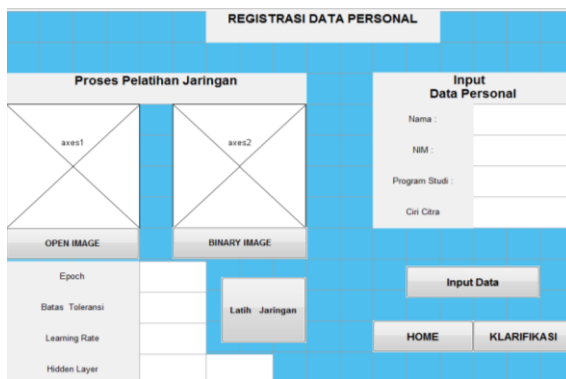 REGISTRASI DATA PERSONAL
Proses Pelatihan Jaringan
axes1
axes2
OPEN IMAGE
BINARY IMAGE
Epoch
Batas Toleransi
Learning Rate
Hidden Layer
Latih Jaringan
Input
Data Personal
Nama :
NIM :
Program Studi :
Ciri Citra
Input Data
HOME
KLARIFIKASI